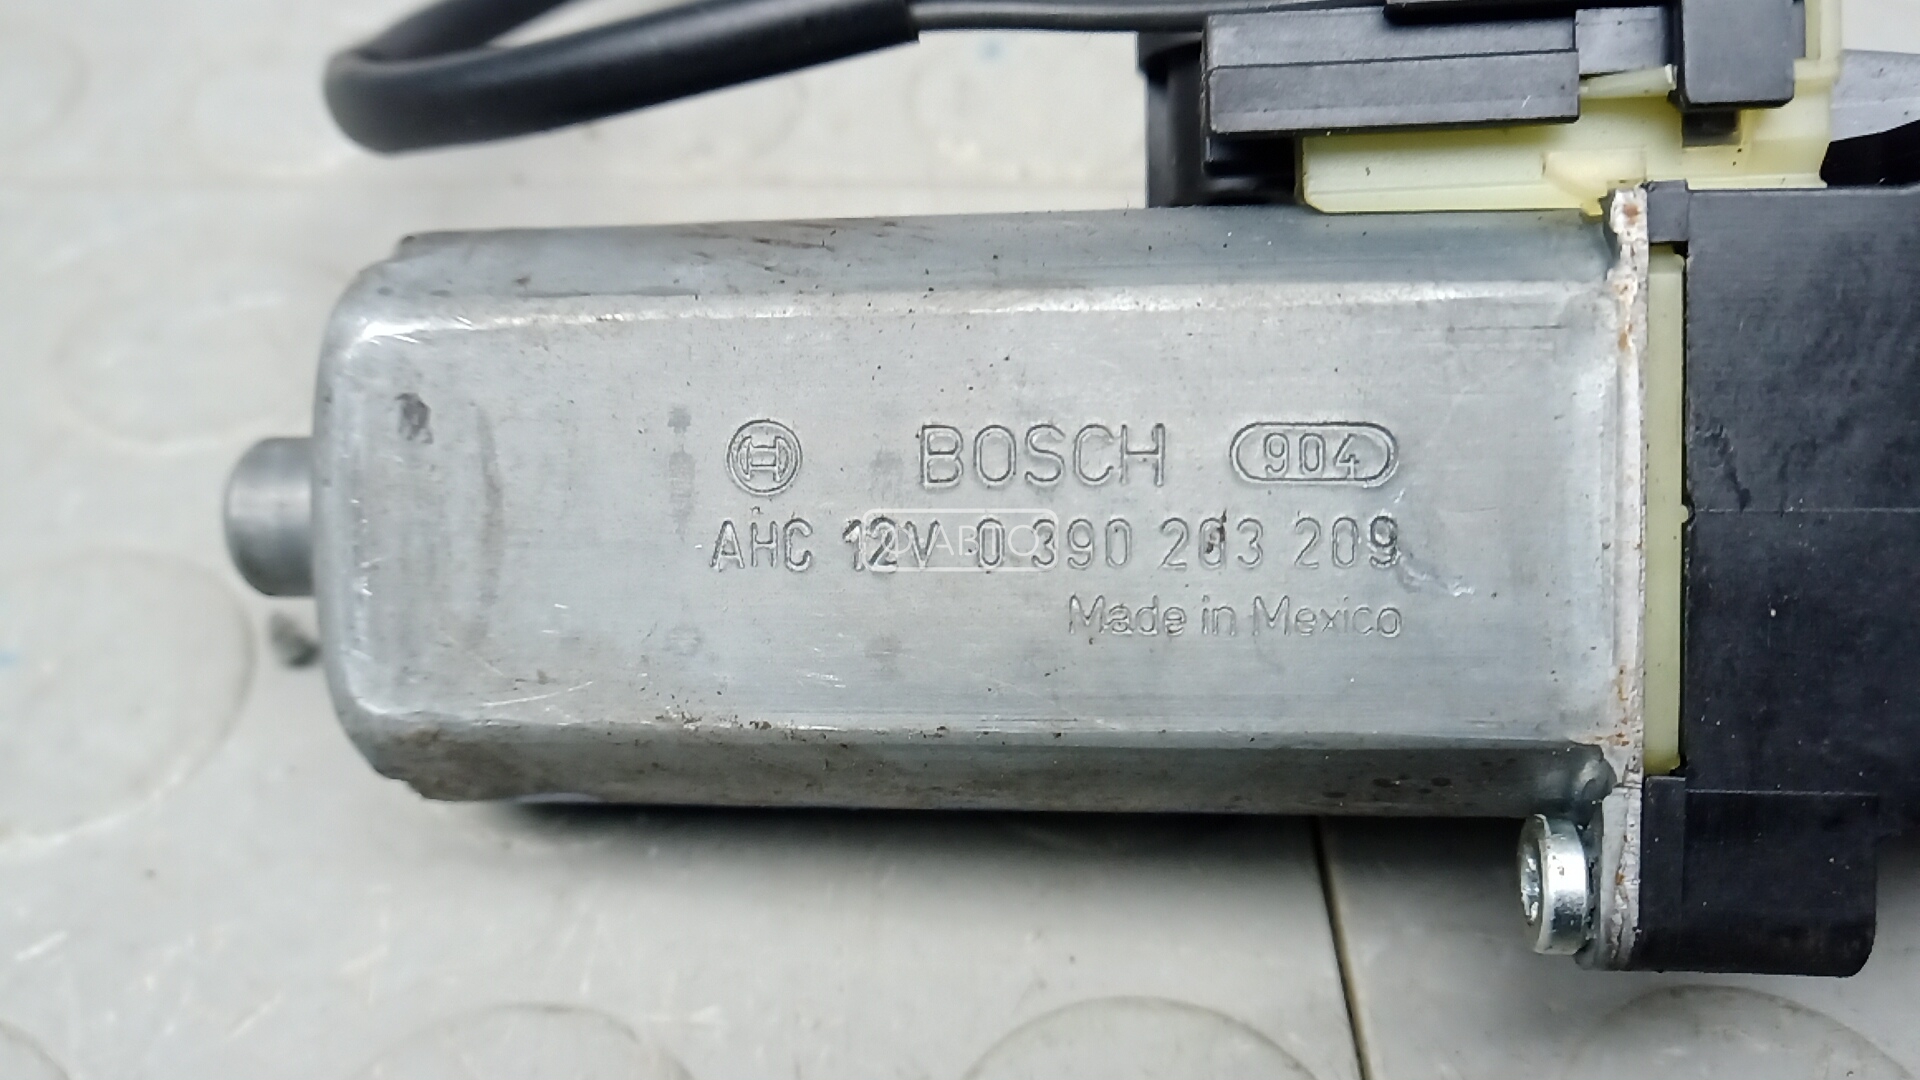 BOSCH 904
AHC 12V 0 390 203 209
Made in Mexico